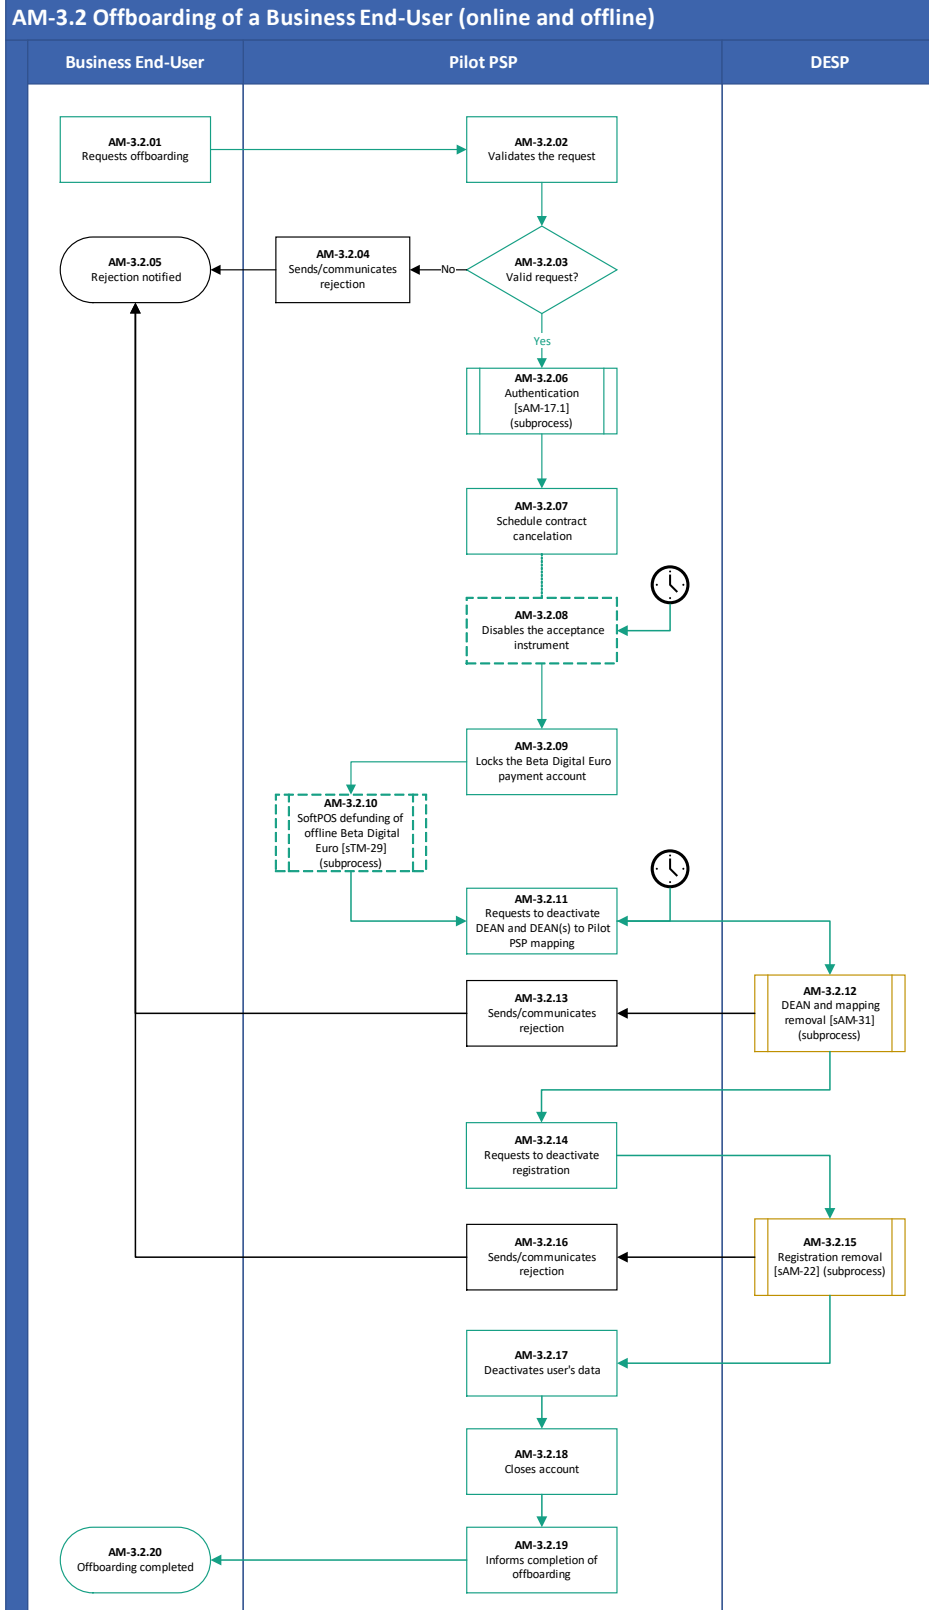 AM-3.2 Offboarding of a Business End-User (online and offline)
Business End-User
Pilot PSP
DESP
AM-3.2.01
Requests offboarding
AM-3.2.02
Validates the request
AM-3.2.05
Rejection notified
AM-3.2.04
Sends/communicates
rejection
No
AM-3.2.03
Valid request?
Yes
AM-3.2.06
Authentication
[sAM-17.1]
(subprocess)
AM-3.2.07
Schedule contract
cancelation
AM-3.2.08
Disables the acceptance
instrument
AM-3.2.09
Locks the Beta Digital Euro
payment account
AM-3.2.10
SoftPOS defunding of
offline Beta Digital
Euro [sTM-29]
(subprocess)
AM-3.2.11
Requests to deactivate
DEAN and DEAN(s) to Pilot
PSP mapping
AM-3.2.13
Sends/communicates
rejection
AM-3.2.12
DEAN and mapping
removal [sAM-31]
(subprocess)
AM-3.2.14
Requests to deactivate
registration
AM-3.2.16
Sends/communicates
rejection
AM-3.2.15
Registration removal
[sAM-22] (subprocess)
AM-3.2.17
Deactivates user's data
AM-3.2.18
Closes account
AM-3.2.20
Offboarding completed
AM-3.2.19
Informs completion of
offboarding